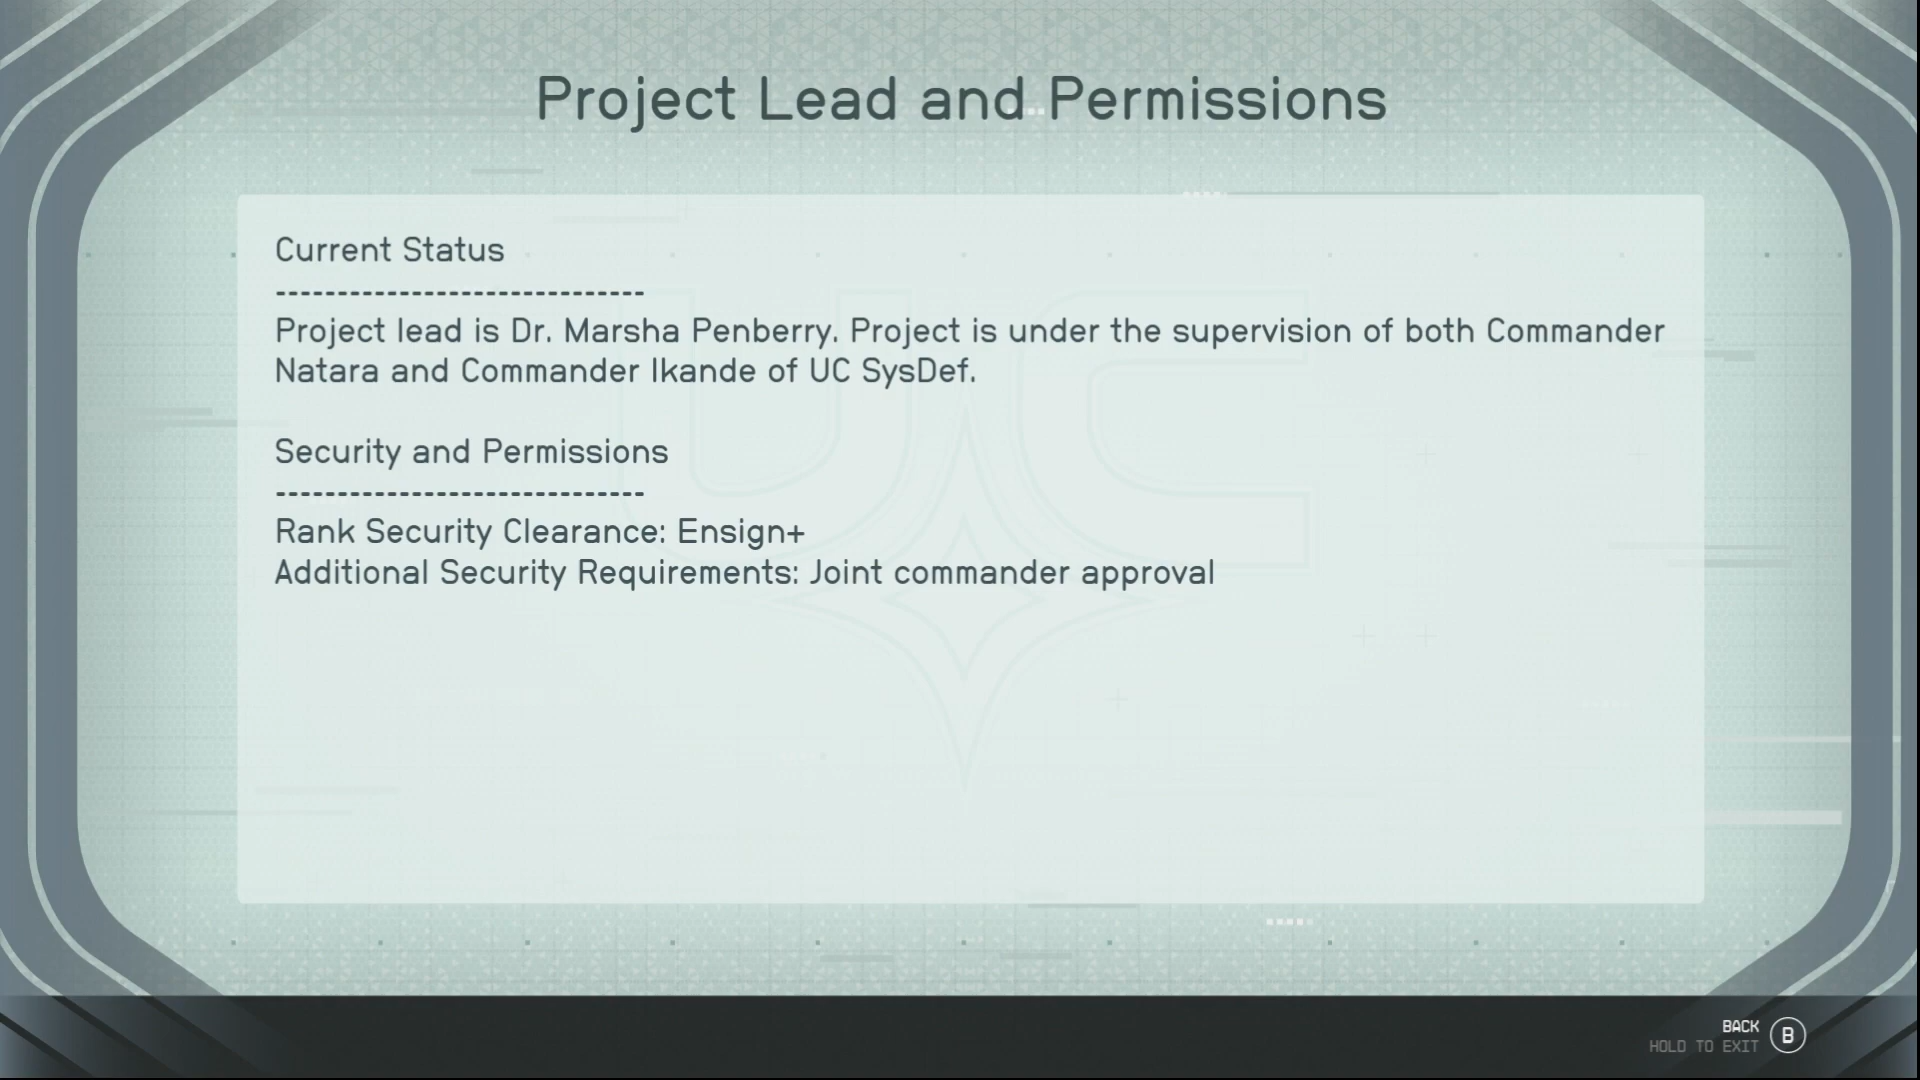 Project Lead and Permissions
Current Status
------------------------------
Project lead is Dr. Marsha Penberry. Project is under the supervision of both Commander
Natara and Commander Ikande of UC SysDef.
Security and Permissions
------------------------------
Rank Security Clearance: Ensign+
Additional Security Requirements: Joint commander approval
UC
BACK
HOLD TO EXIT
B